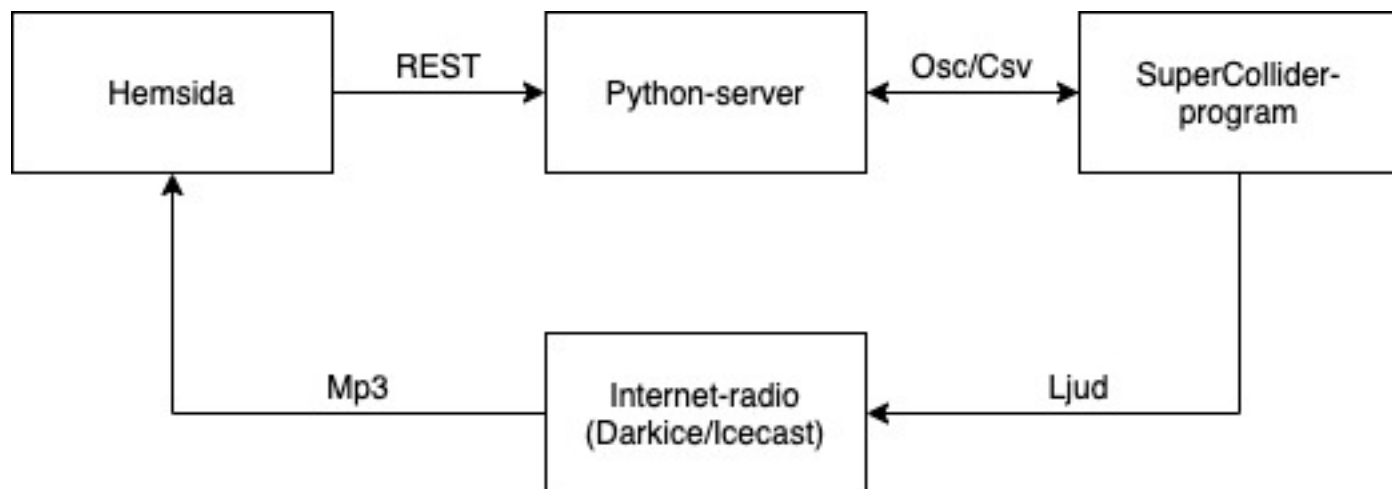 Hemsida
REST
Python-server
Osc/Csv
SuperCollider-
program
Mp3
Internet-radio
(Darkice/Icecast)
Ljud